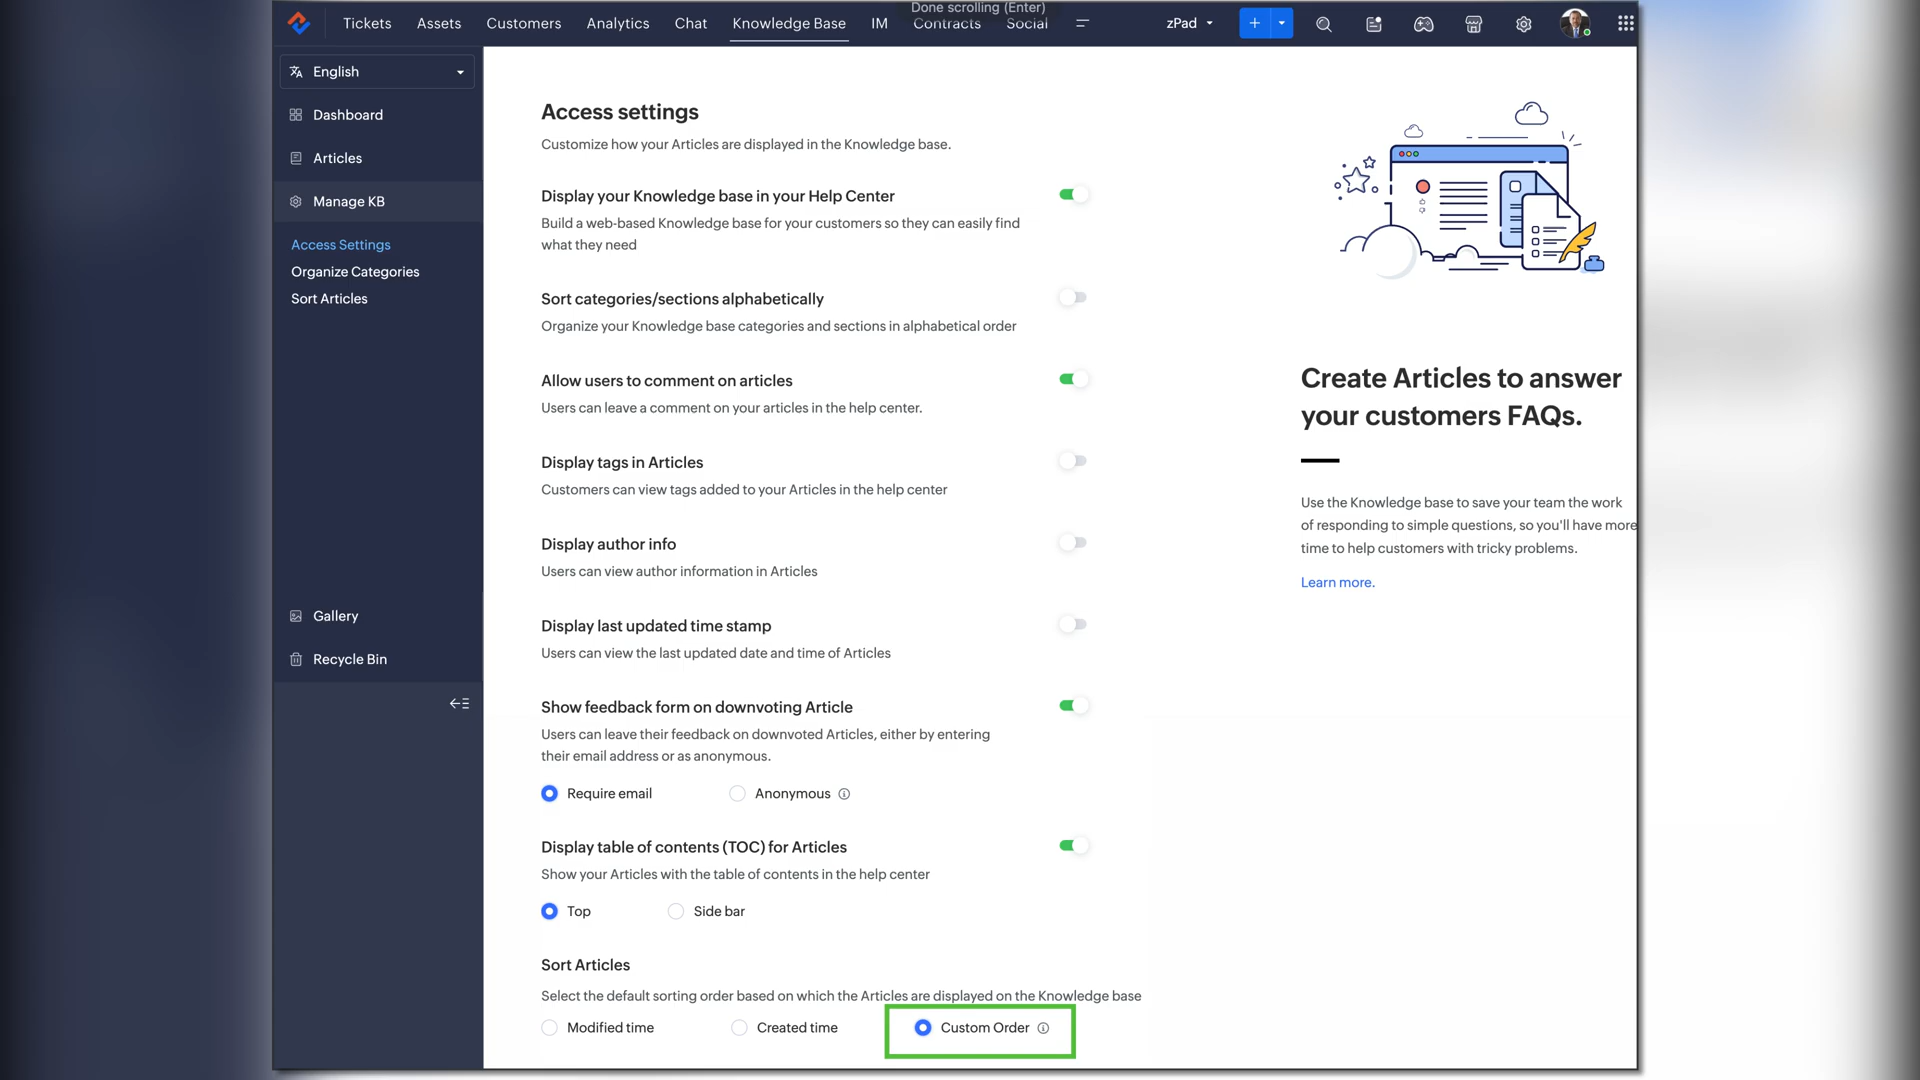 Done scrolling (Enter)
Tickets Assets Customers Analytics Chat Knowledge Base IM Contracts Social zPad
English
Dashboard
Articles
Manage KB
Access Settings
Organize Categories
Sort Articles
Gallery
Recycle Bin
Access settings
Customize how your Articles are displayed in the Knowledge base.
Display your Knowledge base in your Help Center
Build a web-based Knowledge base for your customers so they can easily find
what they need
Sort categories/sections alphabetically
Organize your Knowledge base categories and sections in alphabetical order
Allow users to comment on articles
Users can leave a comment on your articles in the help center.
Display tags in Articles
Customers can view tags added to your Articles in the help center
Display author info
Users can view author information in Articles
Display last updated time stamp
Users can view the last updated date and time of Articles
Show feedback form on downvoting Article
Users can leave their feedback on downvoted Articles, either by entering
their email address or as anonymous.
Require email Anonymous
Display table of contents (TOC) for Articles
Show your Articles with the table of contents in the help center
Top Side bar
Sort Articles
Select the default sorting order based on which the Articles are displayed on the Knowledge base
Modified time Created time Custom Order
Create Articles to answer
your customers FAQs.
Use the Knowledge base to save your team the work
of responding to simple questions, so you'll have more
time to help customers with tricky problems.
Learn more.